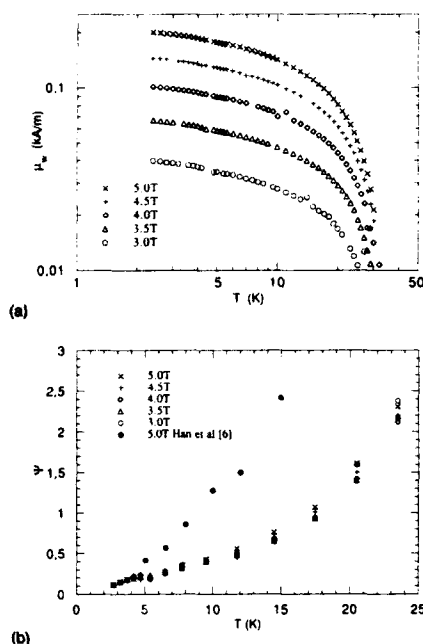 μw (kA/m)
0.1
0.01
× 5.0T
+ 4.5T
◇ 4.0T
△ 3.5T
○ 3.0T
1 5 10 50
T (K)
(a)
3
2.5
2
1.5
1
0.5
0
Ψ
× 5.0T
+ 4.5T
◇ 4.0T
△ 3.5T
○ 3.0T
● 5.0T Han et al [6]
0 5 10 15 20 25
T (K)
(b)